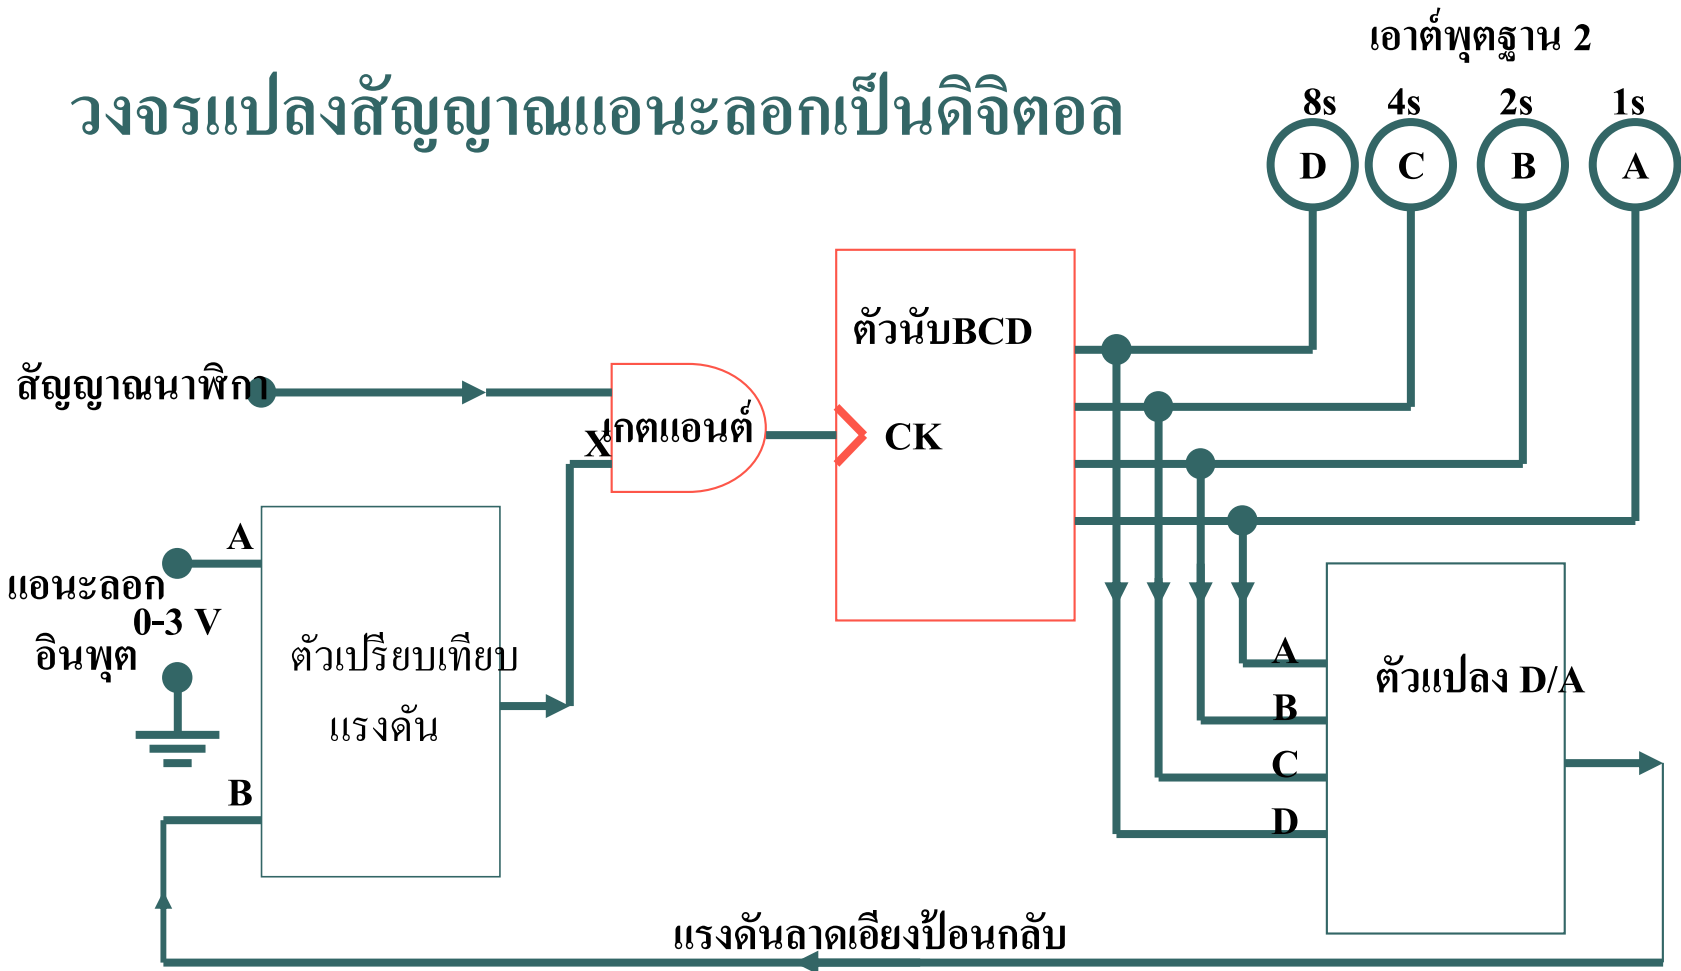 เอาต์พุตฐาน 2
วงจรแปลงสัญญาณแอนะลอกเป็นดิจิตอล
8s 4s 2s 1s
D C B A
ตัวนับBCD
สัญญาณนาฬิกา
เกตแอนต์
X
CK
A
แอนะลอก
0-3 V
อินพุต
ตัวเปรียบเทียบ
แรงดัน
B
A
ตัวแปลง D/A
B
C
D
แรงดันลาดเอียงป้อนกลับ